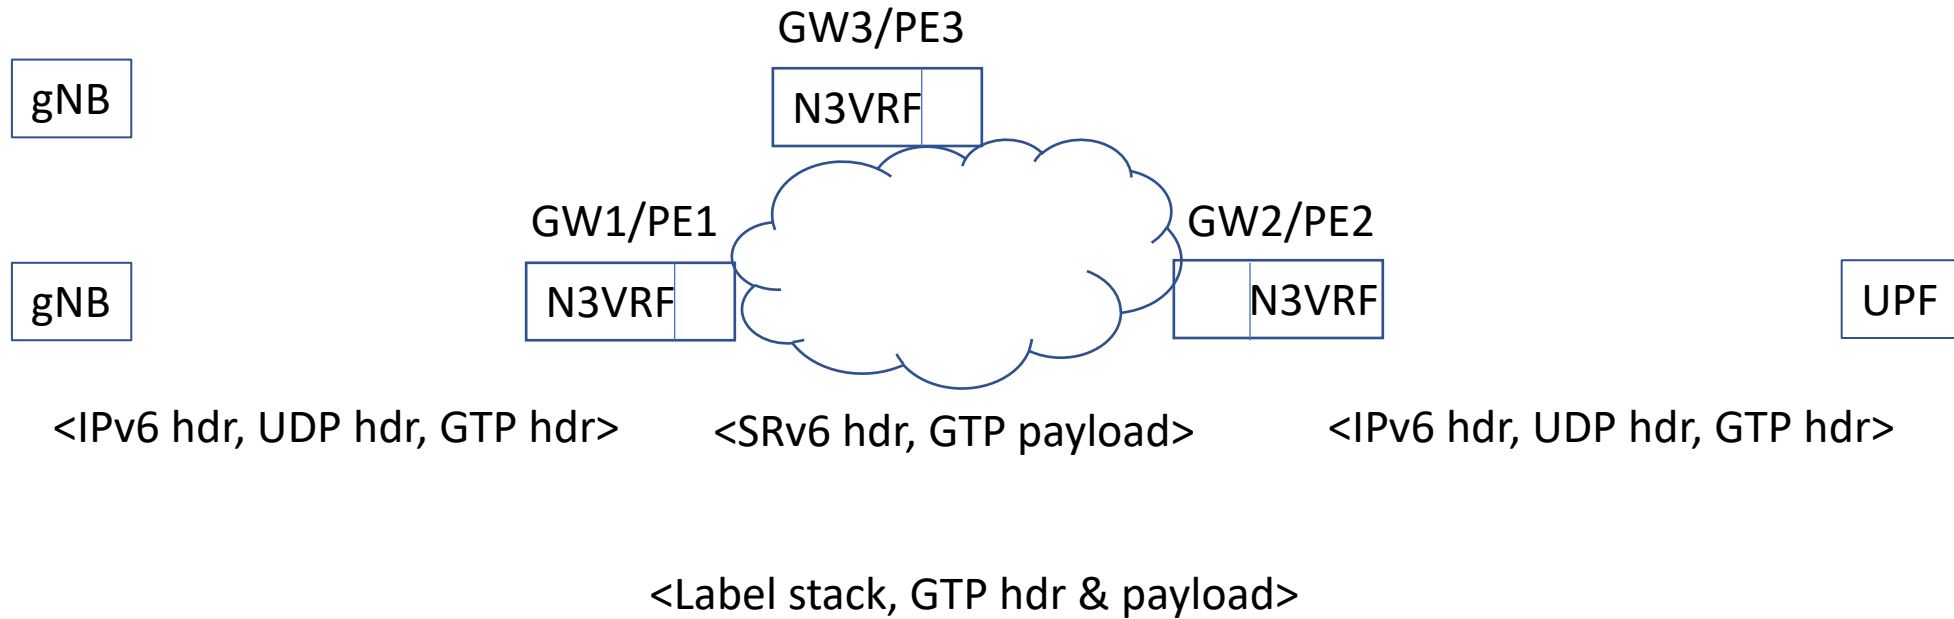 GW3/PE3
gNB
N3VRF
GW1/PE1
GW2/PE2
gNB
N3VRF
N3VRF
UPF
<IPv6 hdr, UDP hdr, GTP hdr>
<SRv6 hdr, GTP payload>
<IPv6 hdr, UDP hdr, GTP hdr>
<Label stack, GTP hdr & payload>